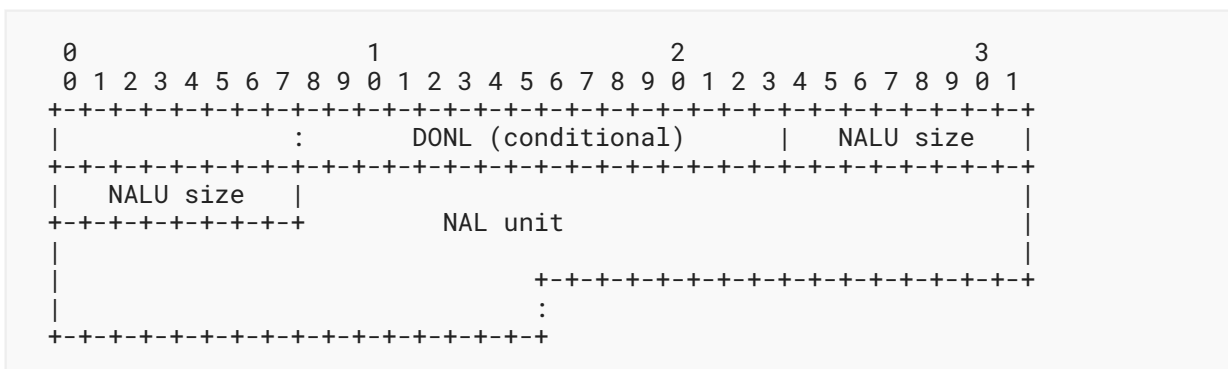 0                   1                   2                   3
 0 1 2 3 4 5 6 7 8 9 0 1 2 3 4 5 6 7 8 9 0 1 2 3 4 5 6 7 8 9 0 1
+-+-+-+-+-+-+-+-+-+-+-+-+-+-+-+-+-+-+-+-+-+-+-+-+-+-+-+-+-+-+-+-+
|               :       DONL (conditional)      |   NALU size   |
+-+-+-+-+-+-+-+-+-+-+-+-+-+-+-+-+-+-+-+-+-+-+-+-+-+-+-+-+-+-+-+-+
|   NALU size   |                                               |
+-+-+-+-+-+-+-+-+         NAL unit                              |
|                                                               |
|                               +-+-+-+-+-+-+-+-+-+-+-+-+-+-+-+-+
|                               :
+-+-+-+-+-+-+-+-+-+-+-+-+-+-+-+-+